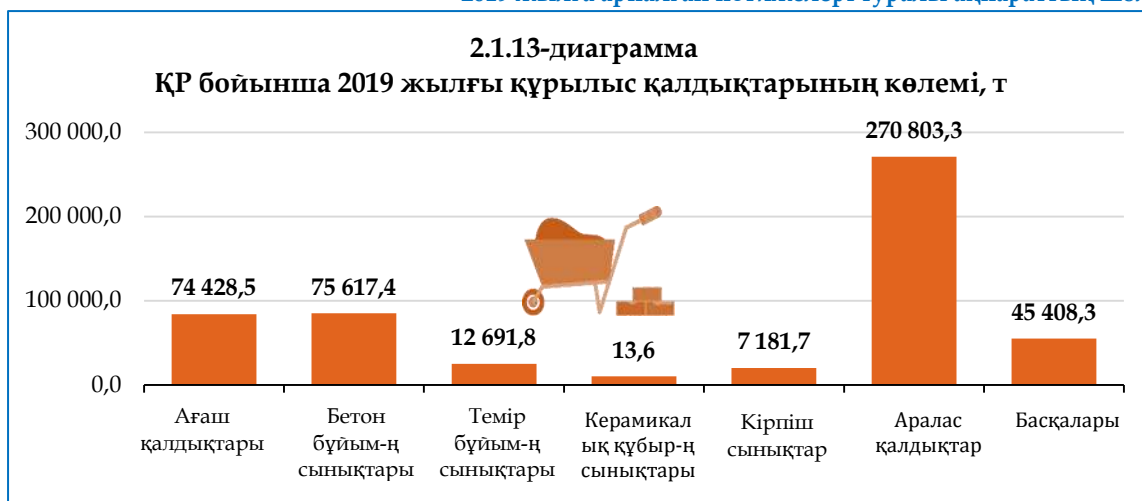 2.1.13-диаграмма
ҚР бойынша 2019 жылғы құрылыс қалдықтарының көлемі, т
300 000,0
200 000,0
100 000,0
0,0
74 428,5
75 617,4
12 691,8
13,6
7 181,7
270 803,3
45 408,3
Ағаш
қалдықтары
Бетон
бұйым-ң
сынықтары
Темір
бұйым-ң
сынықтары
Керамикал
ық құбыр-ң
сынықтары
Кірпіш
сынықтар
Аралас
қалдықтар
Басқалары